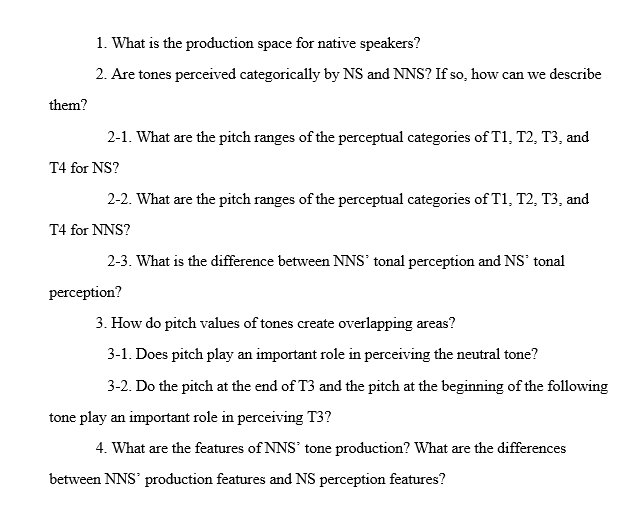 1. What is the production space for native speakers?
2. Are tones perceived categorically by NS and NNS? If so, how can we describe
them?
2-1. What are the pitch ranges of the perceptual categories of T1, T2, T3, and
T4 for NS?
2-2. What are the pitch ranges of the perceptual categories of T1, T2, T3, and
T4 for NNS?
2-3. What is the difference between NNS’ tonal perception and NS’ tonal
perception?
3. How do pitch values of tones create overlapping areas?
3-1. Does pitch play an important role in perceiving the neutral tone?
3-2. Do the pitch at the end of T3 and the pitch at the beginning of the following
tone play an important role in perceiving T3?
4. What are the features of NNS’ tone production? What are the differences
between NNS’ production features and NS perception features?